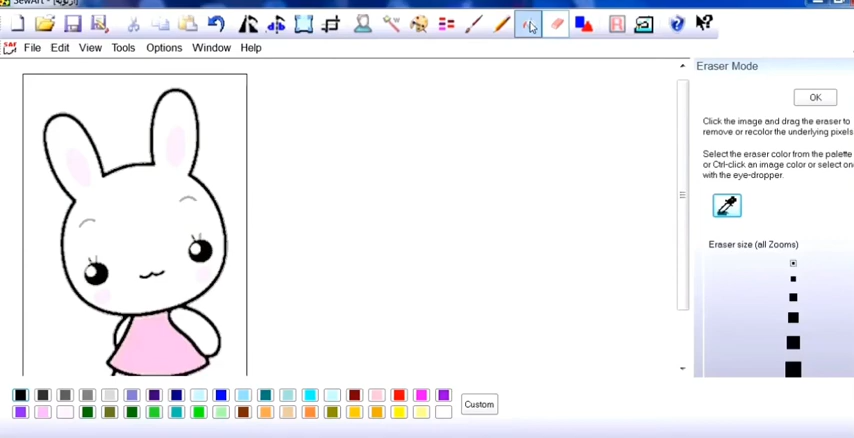 SewArt
File Edit View Tools Options Window Help
Eraser Mode
OK
Click the image and drag the eraser to
remove or recolor the underlying pixels
Select the eraser color from the palette
or Ctrl-click an image color or select one
with the eye-dropper.
Eraser size (all Zooms)
Custom